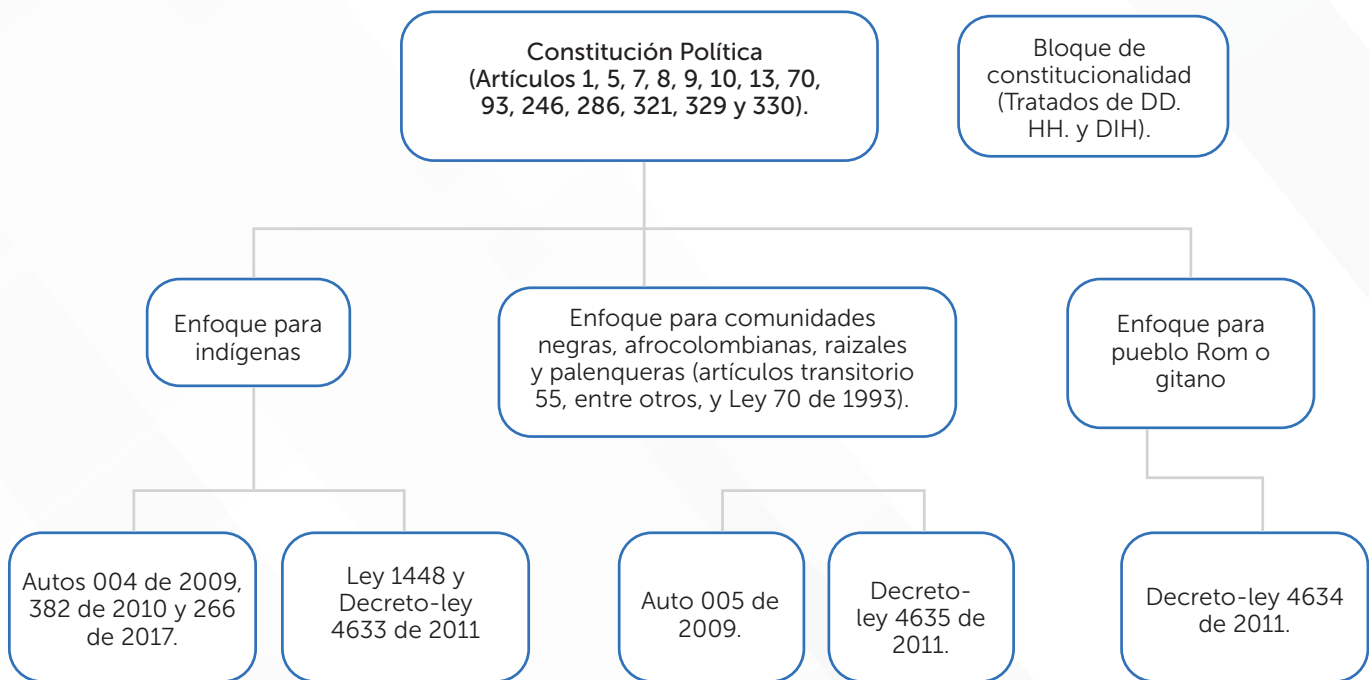 Constitución Política
(Artículos 1, 5, 7, 8, 9, 10, 13, 70,
93, 246, 286, 321, 329 y 330).
Bloque de
constitucionalidad
(Tratados de DD.
HH. y DIH).
Enfoque para
indígenas
Enfoque para comunidades
negras, afrocolombianas, raizales
y palenqueras (artículos transitorio
55, entre otros, y Ley 70 de 1993).
Enfoque para
pueblo Rom o
gitano
Autos 004 de 2009,
382 de 2010 y 266
de 2017.
Ley 1448 y
Decreto-ley
4633 de 2011
Auto 005 de
2009.
Decreto-
ley 4635 de
2011.
Decreto-ley 4634
de 2011.